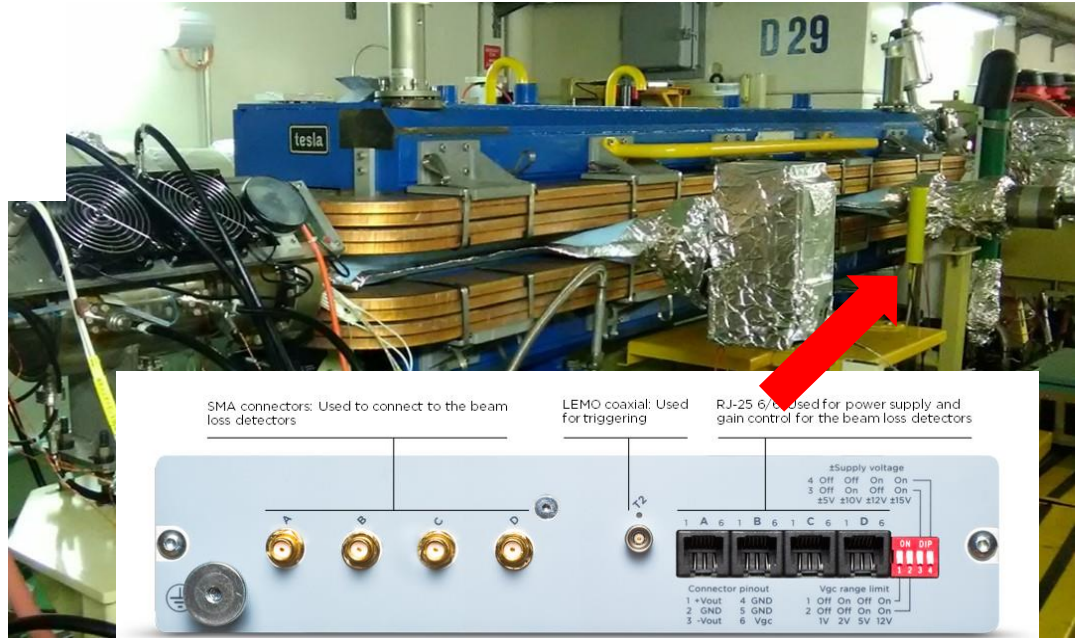 D 29
tesla
SMA connectors: Used to connect to the beam
loss detectors
LEMO coaxial: Used
for triggering
RJ-25 6/6: Used for power supply and
gain control for the beam loss detectors
±Supply voltage
4 Off Off On On
3 Off On Off On
±5V ±10V ±12V ±15V
A
B
C
D
T2
1 A 6 1 B 6 1 C 6 1 D 6
ON DIP
1 2 3 4
Connector pinout
1 +Vout 4 GND
2 GND 5 GND
3 -Vout 6 Vgc
Vgc range limit
1 Off On Off On
2 Off Off On On
1V 2V 5V 12V